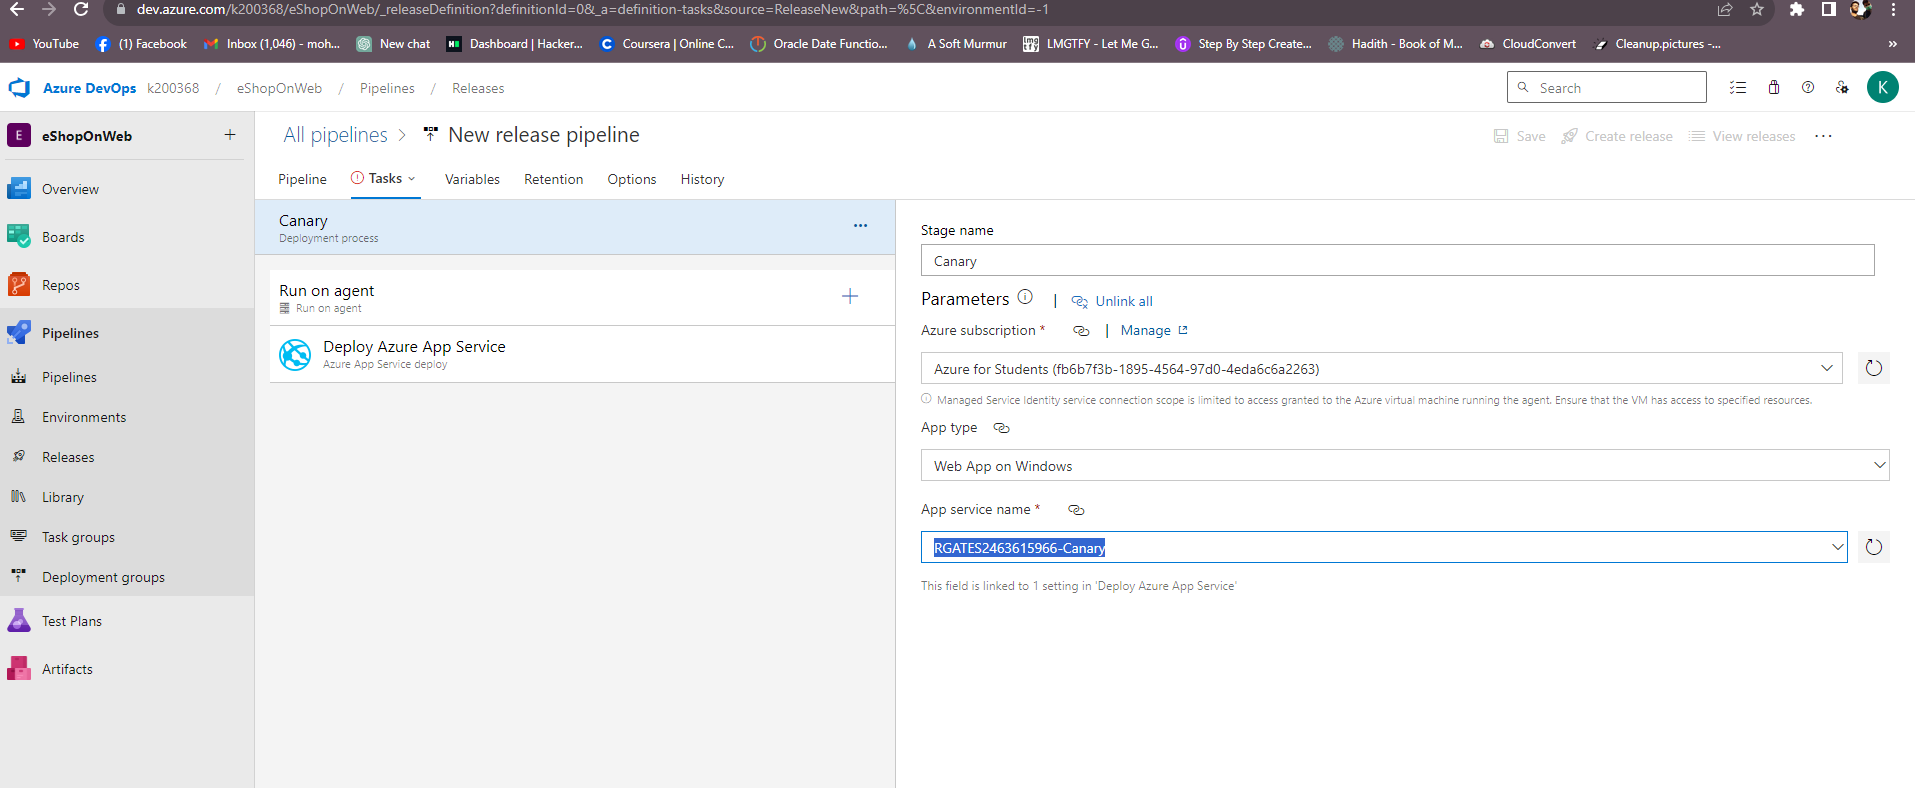 dev.azure.com/k200368/eShopOnWeb/_releaseDefinition?definitionId=0&_a=definition-tasks&source=ReleaseNew&path=%5C&environmentId=-1
YouTube (1) Facebook Inbox (1,046) - moh... New chat Dashboard | Hacker... Coursera | Online C... Oracle Date Functio... A Soft Murmur LMGTFY - Let Me G... Step By Step Create... Hadith - Book of M... CloudConvert Cleanup.pictures -... »
Azure DevOps k200368 / eShopOnWeb / Pipelines / Releases Search K
E eShopOnWeb +
All pipelines > New release pipeline Save Create release View releases ...
Pipeline Tasks Variables Retention Options History
Overview
Boards
Repos
Pipelines
Pipelines
Environments
Releases
Library
Task groups
Deployment groups
Test Plans
Artifacts
Canary
Deployment process
Run on agent
Run on agent
Deploy Azure App Service
Azure App Service deploy
Stage name
Canary
Parameters | Unlink all
Azure subscription * | Manage
Azure for Students (fb6b7f3b-1895-4564-97d0-4eda6c6a2263)
Managed Service Identity service connection scope is limited to access granted to the Azure virtual machine running the agent. Ensure that the VM has access to specified resources.
App type
Web App on Windows
App service name *
RGATES2463615966-Canary
This field is linked to 1 setting in 'Deploy Azure App Service'